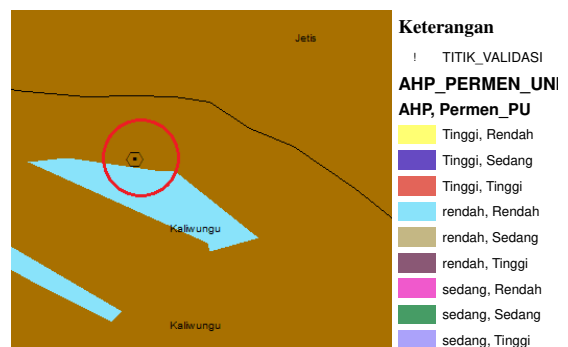 Jetis
Kaliwungu
Kaliwungu
Keterangan
! TITIK_VALIDASI
AHP_PERMEN_UNI
AHP, Permen_PU
Tinggi, Rendah
Tinggi, Sedang
Tinggi, Tinggi
rendah, Rendah
rendah, Sedang
rendah, Tinggi
sedang, Rendah
sedang, Sedang
sedang, Tinggi